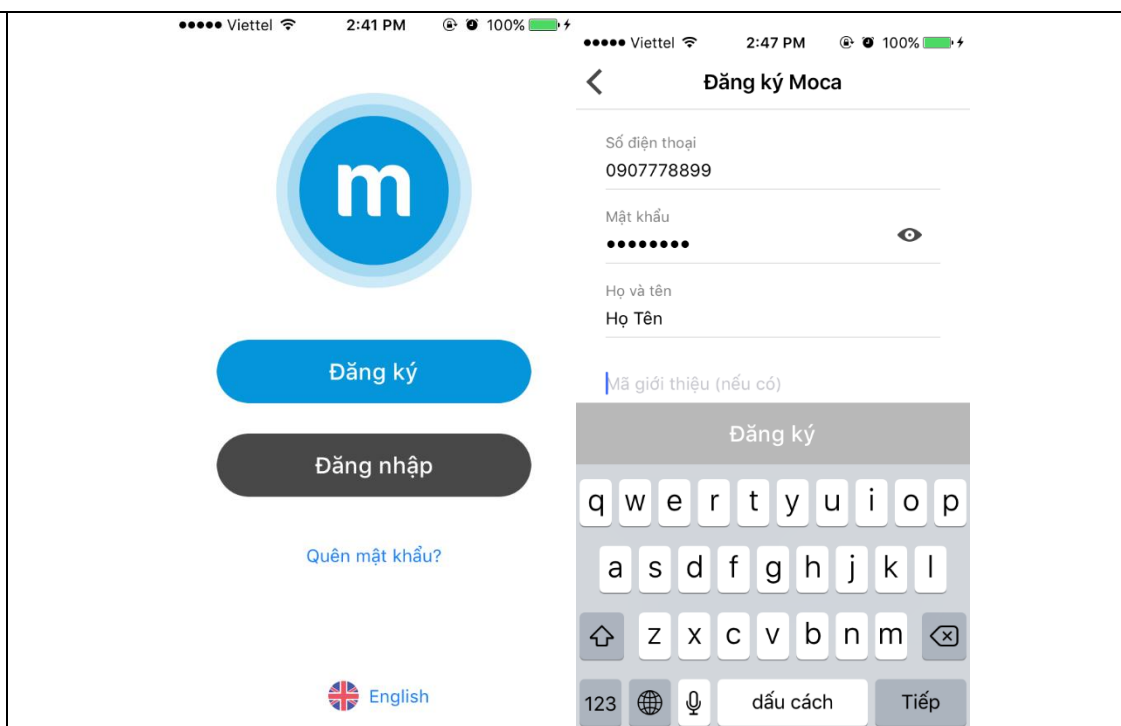 Viettel 2:41 PM 100%
m
Đăng ký
Đăng nhập
Quên mật khẩu?
English
Viettel 2:47 PM 100%
Đăng ký Moca
Số điện thoại
0907778899
Mật khẩu
••••••••
Họ và tên
Họ Tên
Mã giới thiệu (nếu có)
Đăng ký
q w e r t y u i o p
a s d f g h j k l
z x c v b n m
123 dấu cách Tiếp